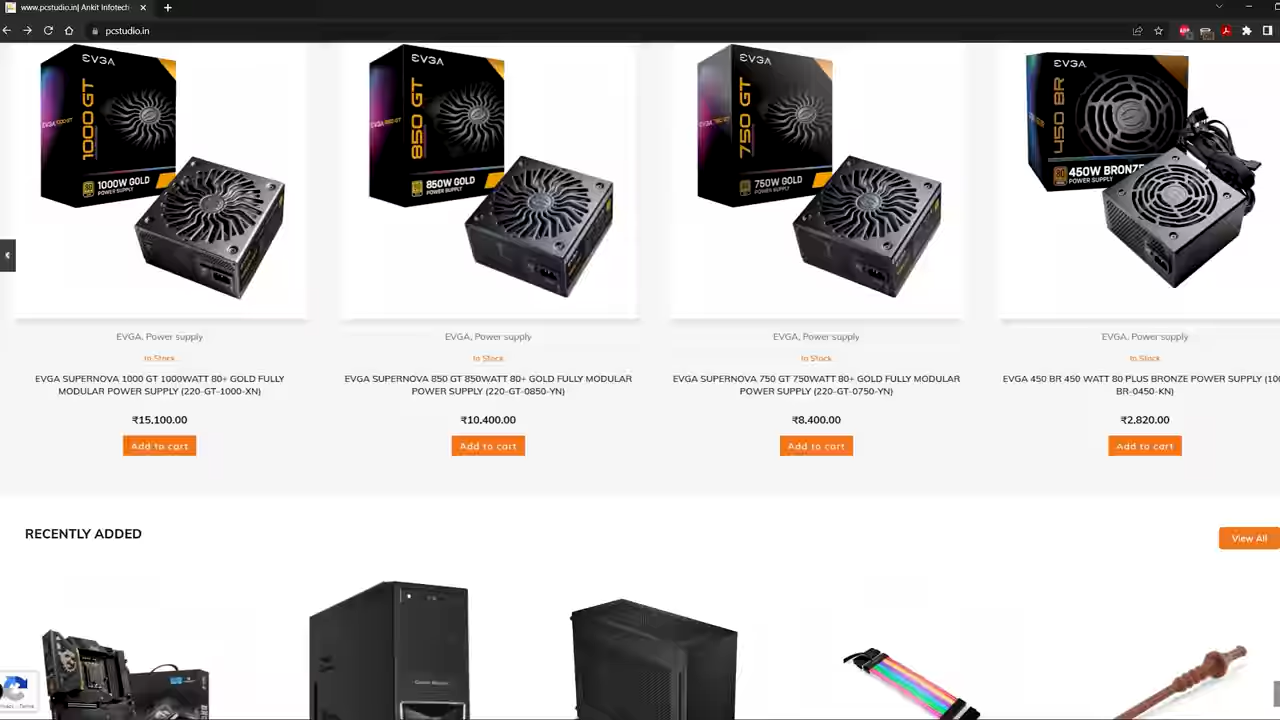 www.pcstudio.in| Ankit Infotech
pcstudio.in
EVGA
1000 GT
1000W GOLD
POWER SUPPLY
EVGA
850 GT
850W GOLD
POWER SUPPLY
EVGA
750 GT
750W GOLD
POWER SUPPLY
EVGA
450 BR
450W BRONZE
POWER SUPPLY
EVGA, Power supply
EVGA, Power supply
EVGA, Power supply
EVGA, Power supply
In Stock
In Stock
In Stock
In Stock
EVGA SUPERNOVA 1000 GT 1000WATT 80+ GOLD FULLY
MODULAR POWER SUPPLY (220-GT-1000-XN)
EVGA SUPERNOVA 850 GT 850WATT 80+ GOLD FULLY MODULAR
POWER SUPPLY (220-GT-0850-YN)
EVGA SUPERNOVA 750 GT 750WATT 80+ GOLD FULLY MODULAR
POWER SUPPLY (220-GT-0750-YN)
EVGA 450 BR 450 WATT 80 PLUS BRONZE POWER SUPPLY (10
BR-0450-KN)
₹15,100.00
₹10,400.00
₹8,400.00
₹2,820.00
Add to cart
Add to cart
Add to cart
Add to cart
RECENTLY ADDED
View All